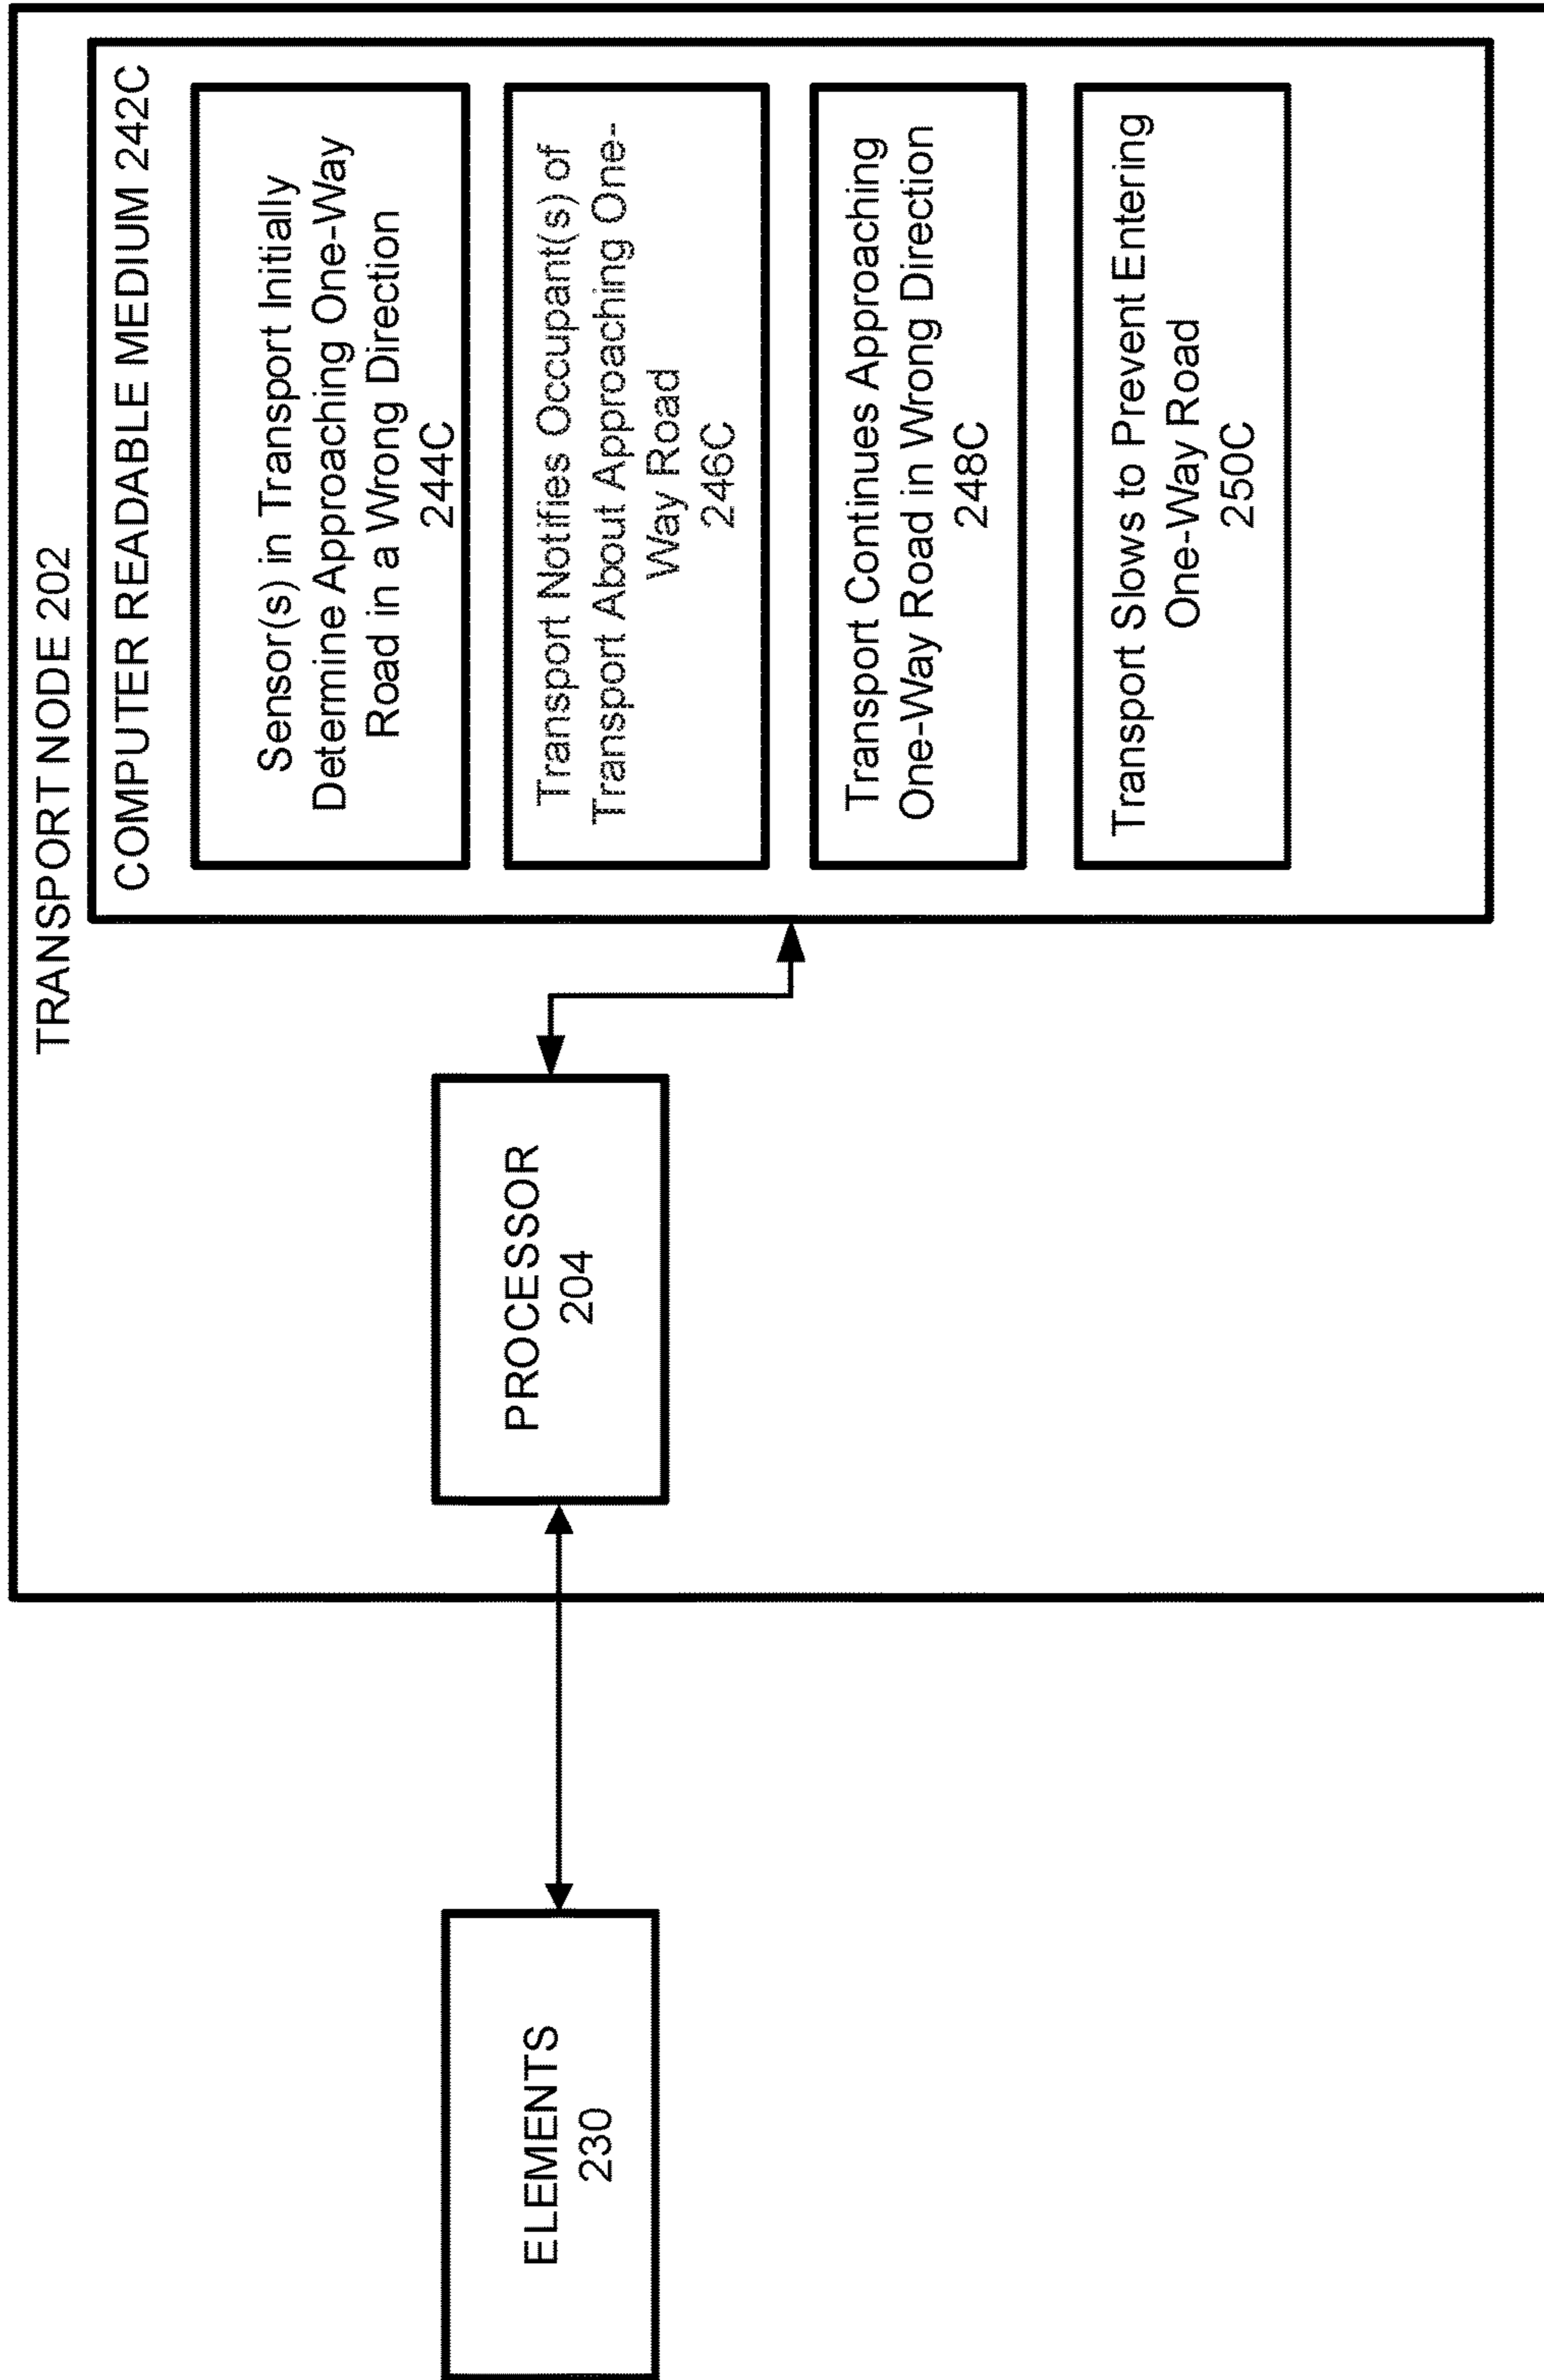 TRANSPORT NODE 202
COMPUTER READABLE MEDIUM 242C
Sensor(s) in Transport Initially
Determine Approaching One-Way
Road in a Wrong Direction
244C
Transport Notifies Occupant(s) of
Transport About Approaching One-
Way Road
246C
Transport Continues Approaching
One-Way Road in Wrong Direction
248C
Transport Slows to Prevent Entering
One-Way Road
250C
PROCESSOR
204
ELEMENTS
230